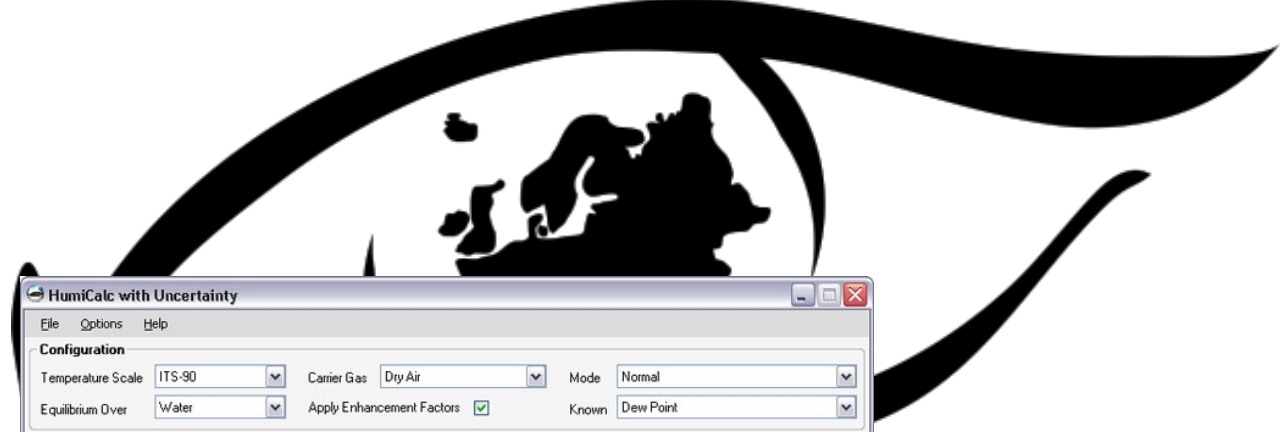 HumiCalc with Uncertainty
File Options Help
Configuration
Temperature Scale ITS-90 Carrier Gas Dry Air Mode Normal
Equilibrium Over Water Apply Enhancement Factors Known Dew Point